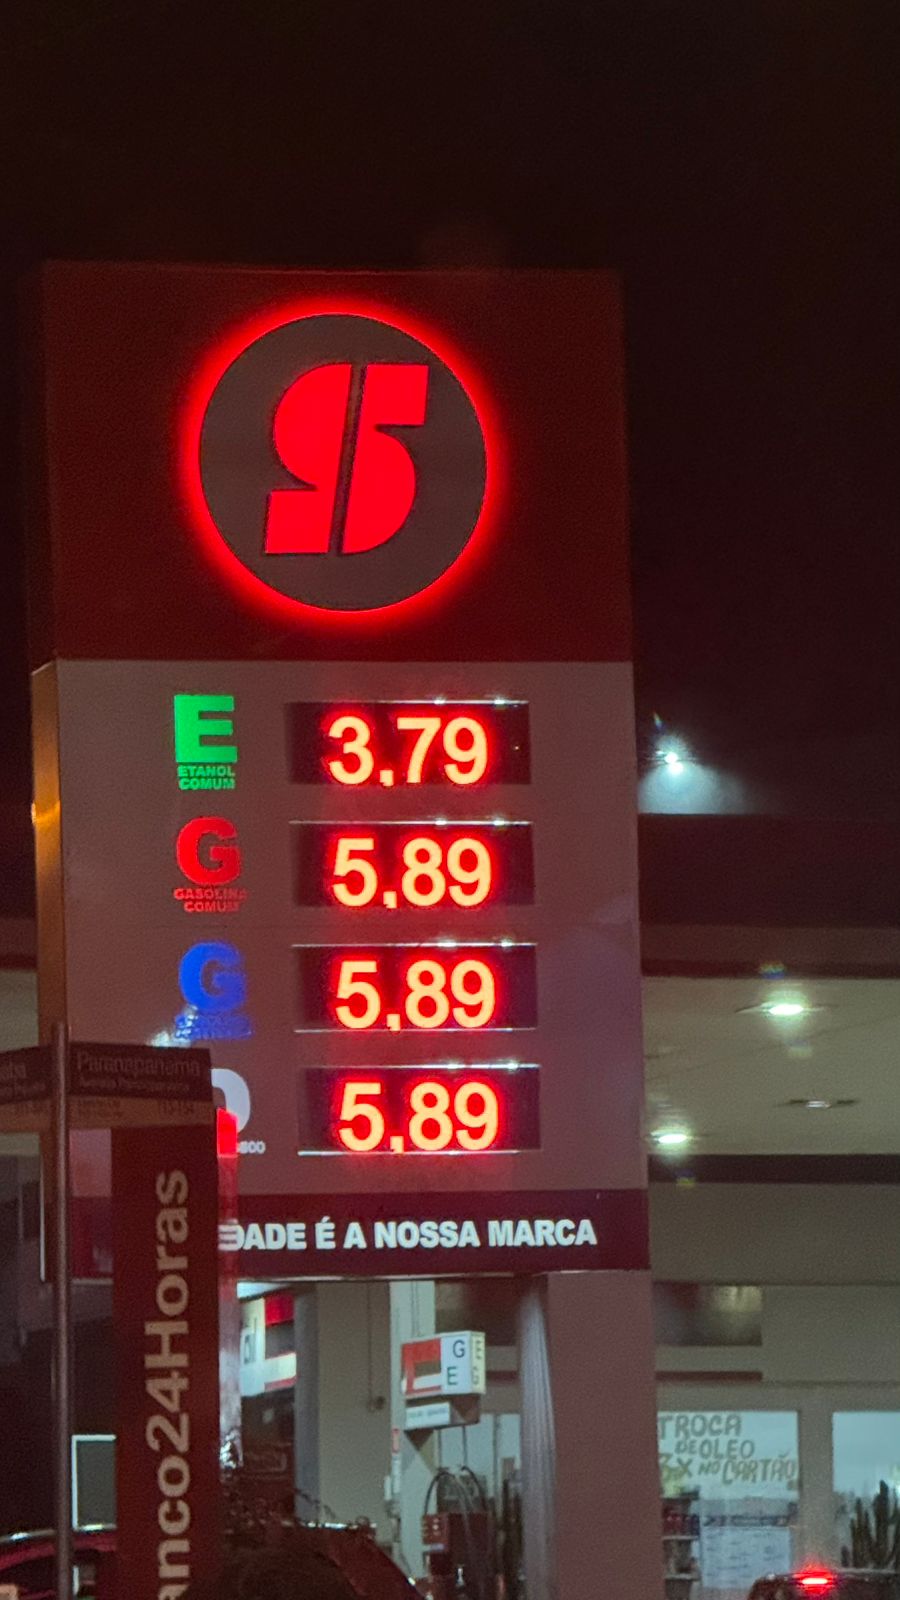 S
E
ETANOL
COMUM
3,79
G
GASOLINA
COMUM
5,89
G
5,89
5,89
Paranapanema
DADE É A NOSSA MARCA
anco24Horas
G
E
E
G
TROCA
DE OLEO
3X NO CARTÃO